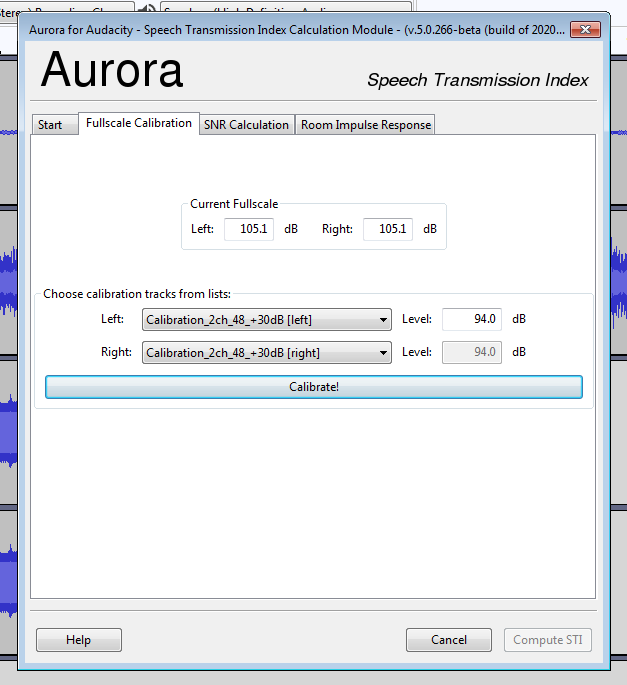 Aurora for Audacity - Speech Transmission Index Calculation Module - (v.5.0.266-beta (build of 2020...
Aurora
Speech Transmission Index
Start
Fullscale Calibration
SNR Calculation
Room Impulse Response
Current Fullscale
Left: 105.1 dB Right: 105.1 dB
Choose calibration tracks from lists:
Left: Calibration_2ch_48_+30dB [left] Level: 94.0 dB
Right: Calibration_2ch_48_+30dB [right] Level: 94.0 dB
Calibrate!
Help
Cancel
Compute STI